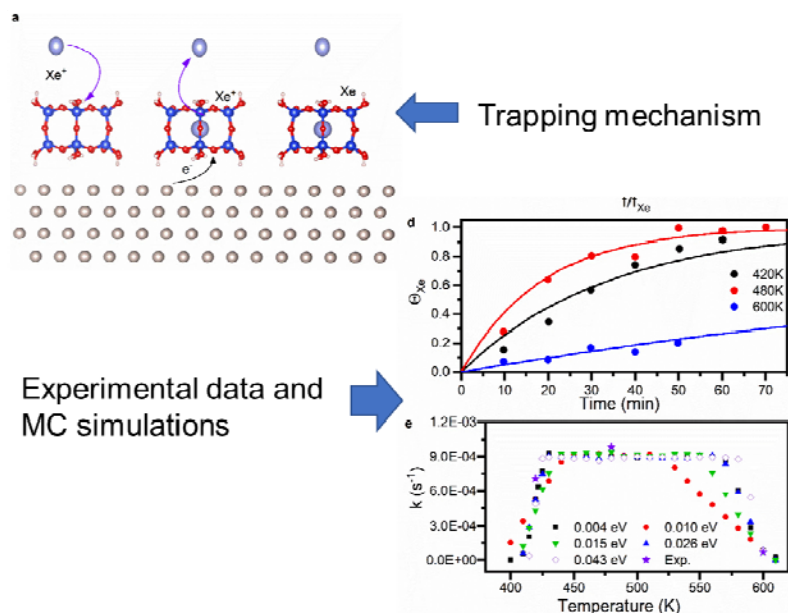 a
Xe+
Xe+
Xe
e-
Trapping mechanism
t/τXe
d
1.0
0.8
0.6
0.4
0.2
0.0
ΘXe
420K
480K
600K
0 10 20 30 40 50 60 70
Time (min)
Experimental data and
MC simulations
e
1.2E-03
9.0E-04
6.0E-04
3.0E-04
0.0E+00
k (s-1)
0.004 eV 0.010 eV
0.015 eV 0.026 eV
0.043 eV Exp.
400 450 500 550 600
Temperature (K)